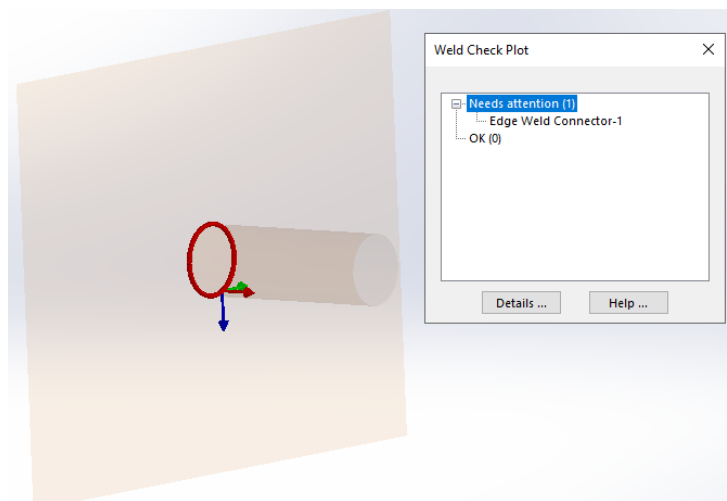 Weld Check Plot
Needs attention (1)
Edge Weld Connector-1
OK (0)
Details ...
Help ...